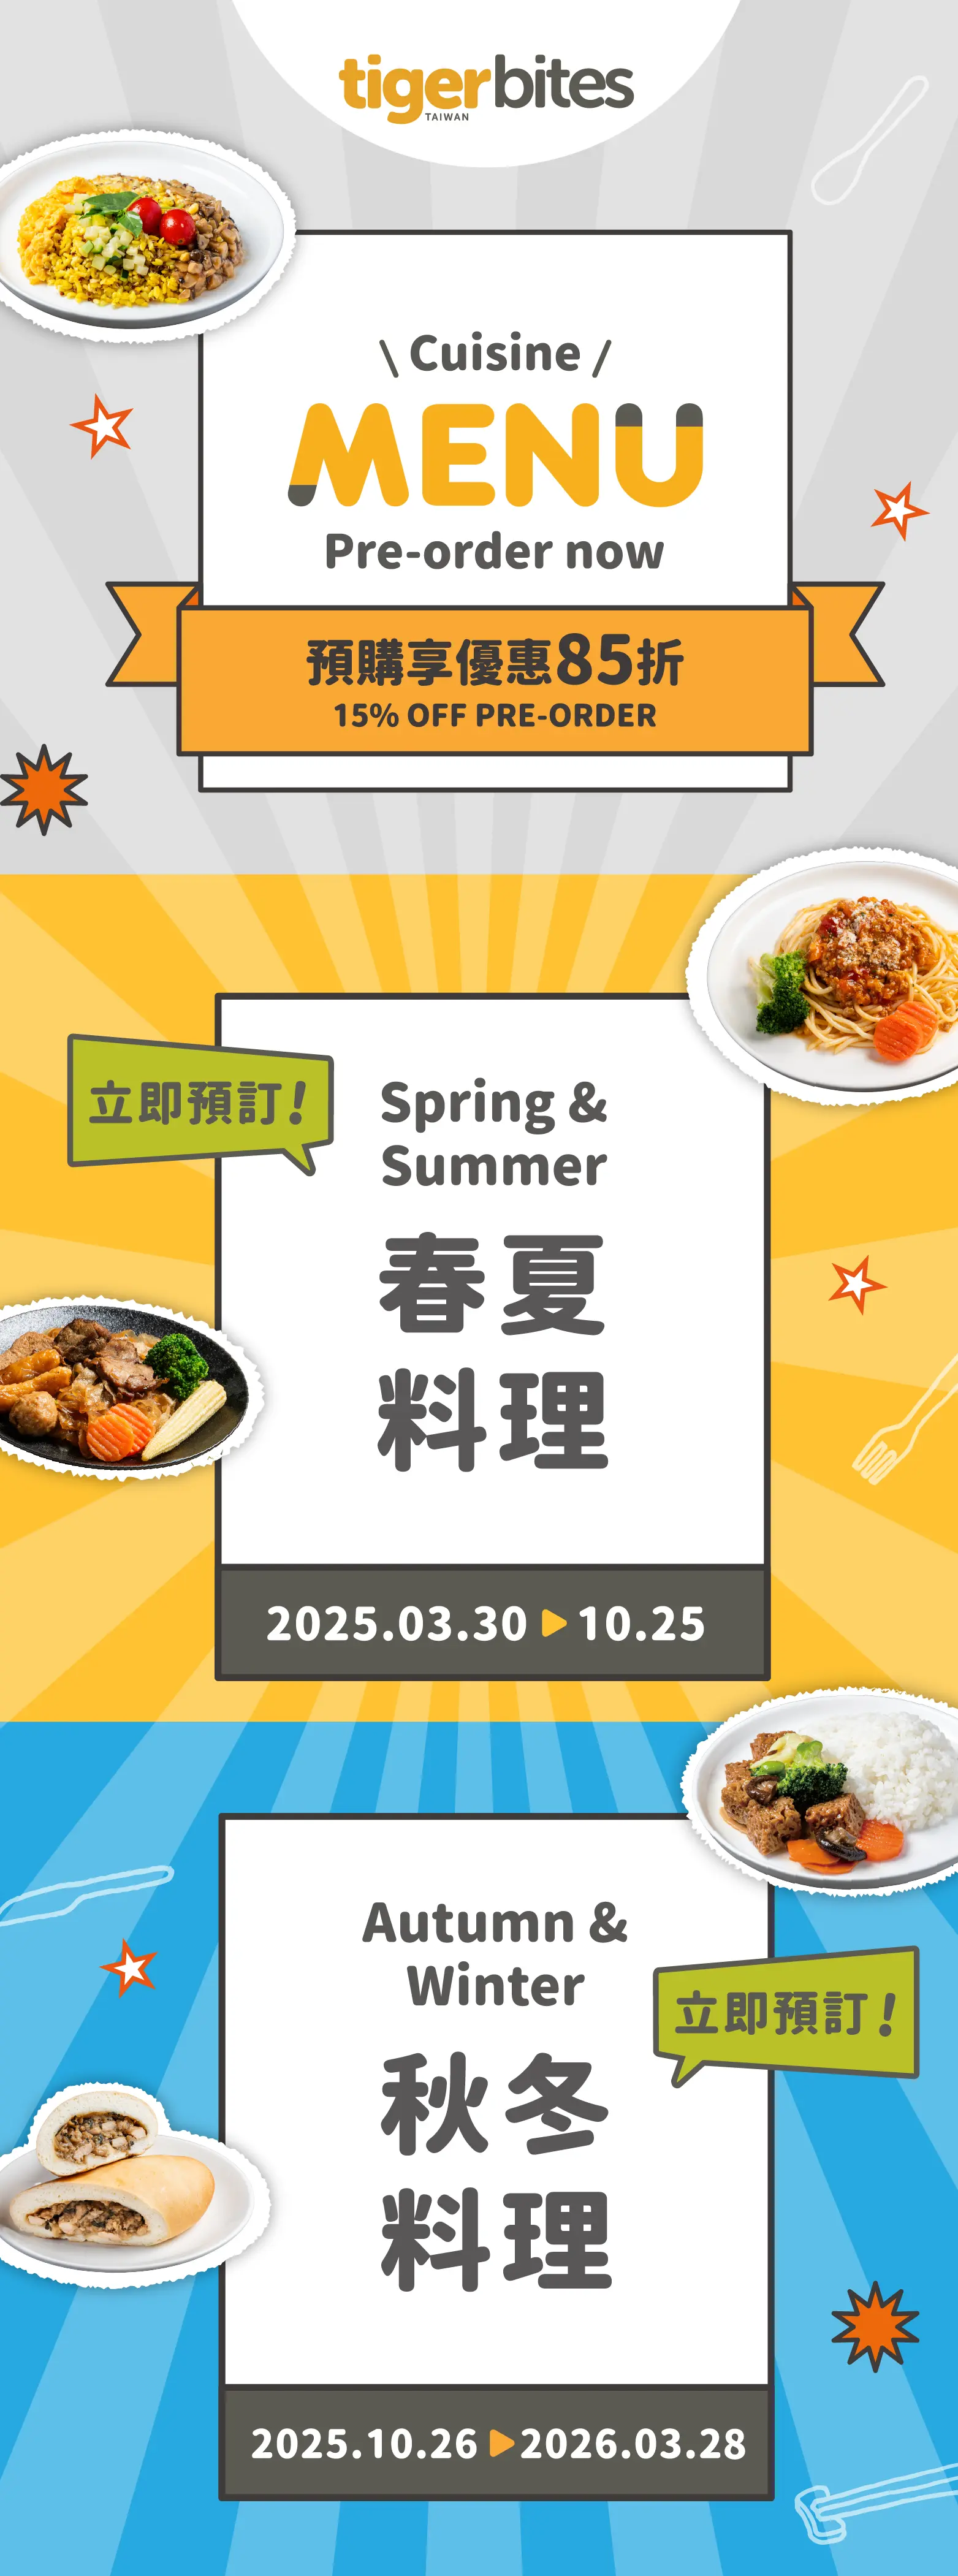 tigerbites
TAIWAN
\ Cuisine /
MENU
Pre-order now
預購享優惠85折
15% OFF PRE-ORDER
立即預訂!
Spring &
Summer
春夏
料理
2025.03.30 ▶ 10.25
Autumn &
Winter
立即預訂!
秋冬
料理
2025.10.26 ▶ 2026.03.28